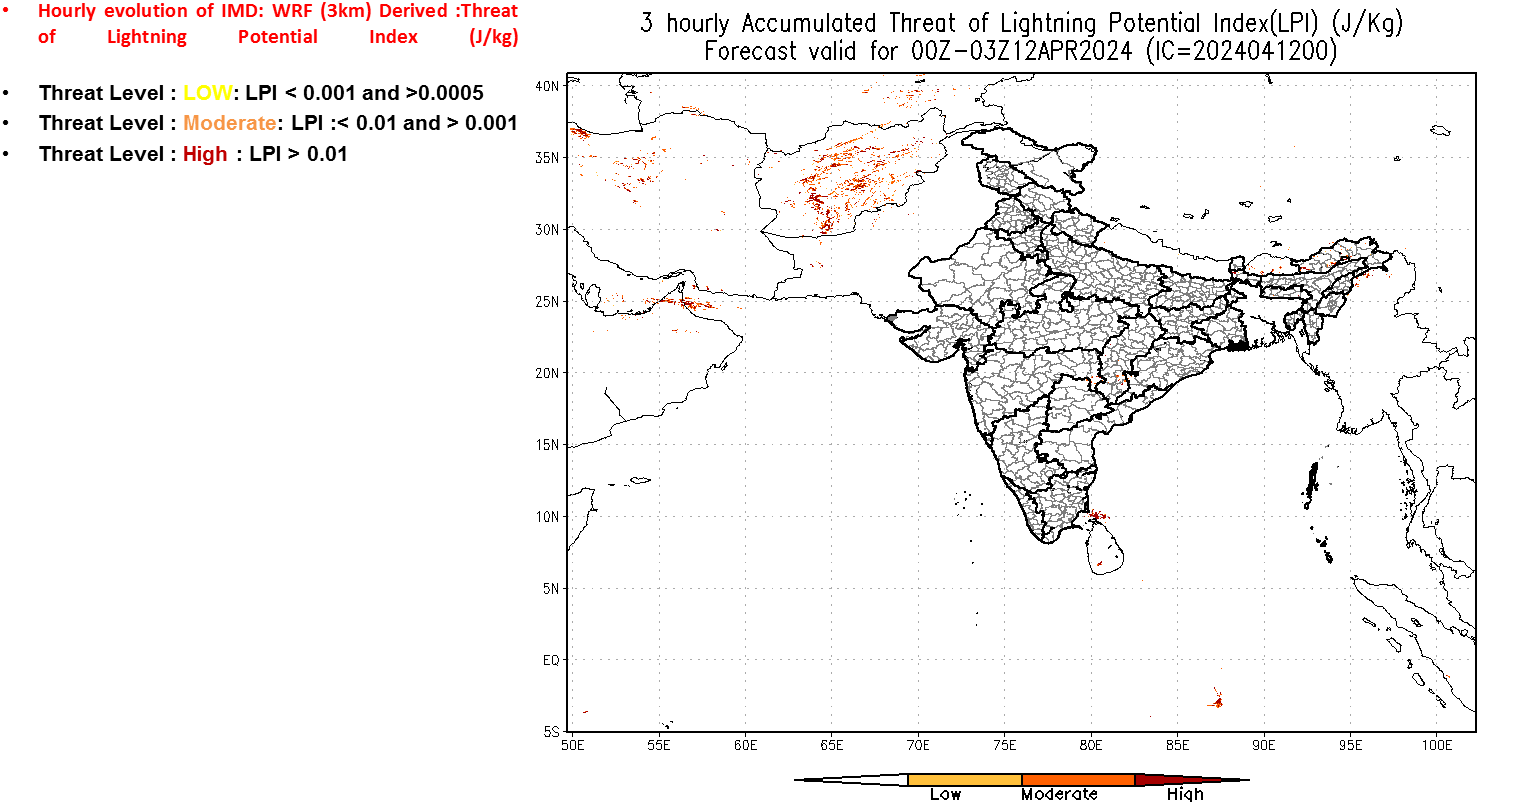 • Hourly evolution of IMD: WRF (3km) Derived :Threat
of Lightning Potential Index (J/kg)
• Threat Level : LOW: LPI < 0.001 and >0.0005
• Threat Level : Moderate: LPI :< 0.01 and > 0.001
• Threat Level : High : LPI > 0.01
3 hourly Accumulated Threat of Lightning Potential Index(LPI) (J/Kg)
Forecast valid for 00Z-03Z12APR2024 (IC=2024041200)
40N
35N
30N
25N
20N
15N
10N
5N
EQ
5S
50E 55E 60E 65E 70E 75E 80E 85E 90E 95E 100E
Low Moderate High